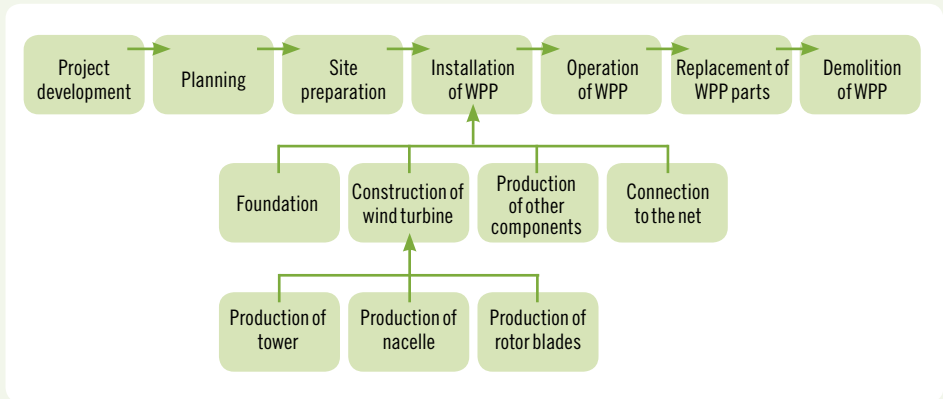 Project
development
Planning
Site
preparation
Installation
of WPP
Operation
of WPP
Replacement of
WPP parts
Demolition
of WPP
Foundation
Construction of
wind turbine
Production
of other
components
Connection
to the net
Production of
tower
Production of
nacelle
Production of
rotor blades